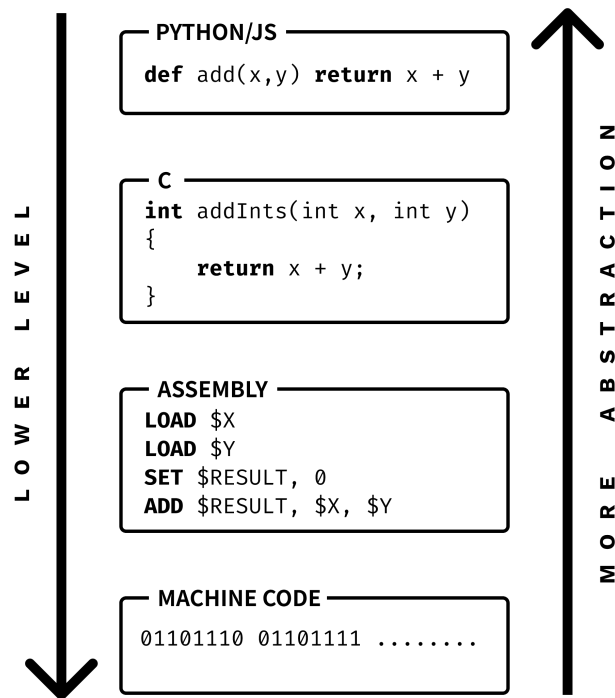 PYTHON/JS
def add(x,y) return x + y
C
int addInts(int x, int y)
{
    return x + y;
}
ASSEMBLY
LOAD $X
LOAD $Y
SET $RESULT, 0
ADD $RESULT, $X, $Y
MACHINE CODE
01101110 01101111 ........
LOWER LEVEL
MORE ABSTRACTION